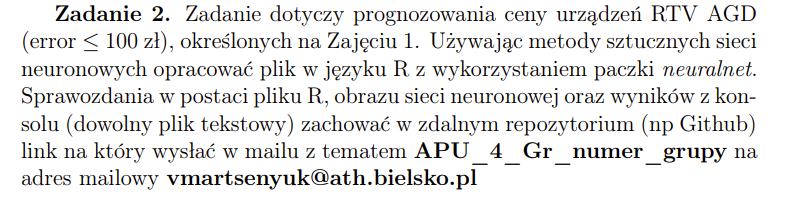 Zadanie 2. Zadanie dotyczy prognozowania ceny urządzeń RTV AGD
(error ≤ 100 zł), określonych na Zajęciu 1. Używając metody sztucznych sieci
neuronowych opracować plik w języku R z wykorzystaniem paczki neuralnet.
Sprawozdania w postaci pliku R, obrazu sieci neuronowej oraz wyników z kon-
solu (dowolny plik tekstowy) zachować w zdalnym repozytorium (np Github)
link na który wysłać w mailu z tematem APU_4_Gr_numer_grupy na
adres mailowy vmartsenyuk@ath.bielsko.pl